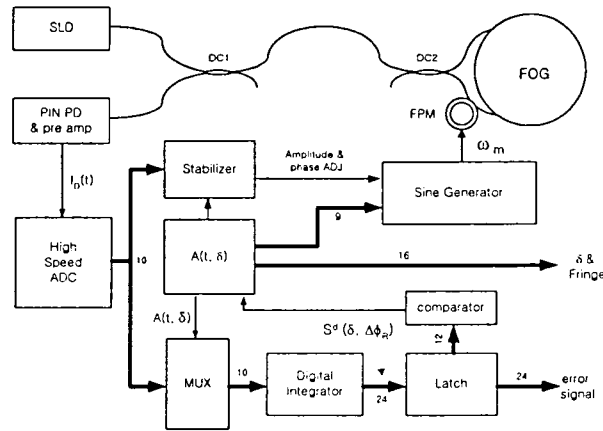 SLD
DC1
DC2
FOG
PIN PD
& pre amp
FPM
I_D(t)
Stabilizer
Amplitude &
phase ADJ
ω_m
Sine Generator
High
Speed
ADC
10
A(t, δ)
9
16
δ &
Fringe
A(t, δ)
S^d (δ, Δϕ_R)
comparator
12
MUX
10
Digital
Integrator
24
Latch
24
error
signal